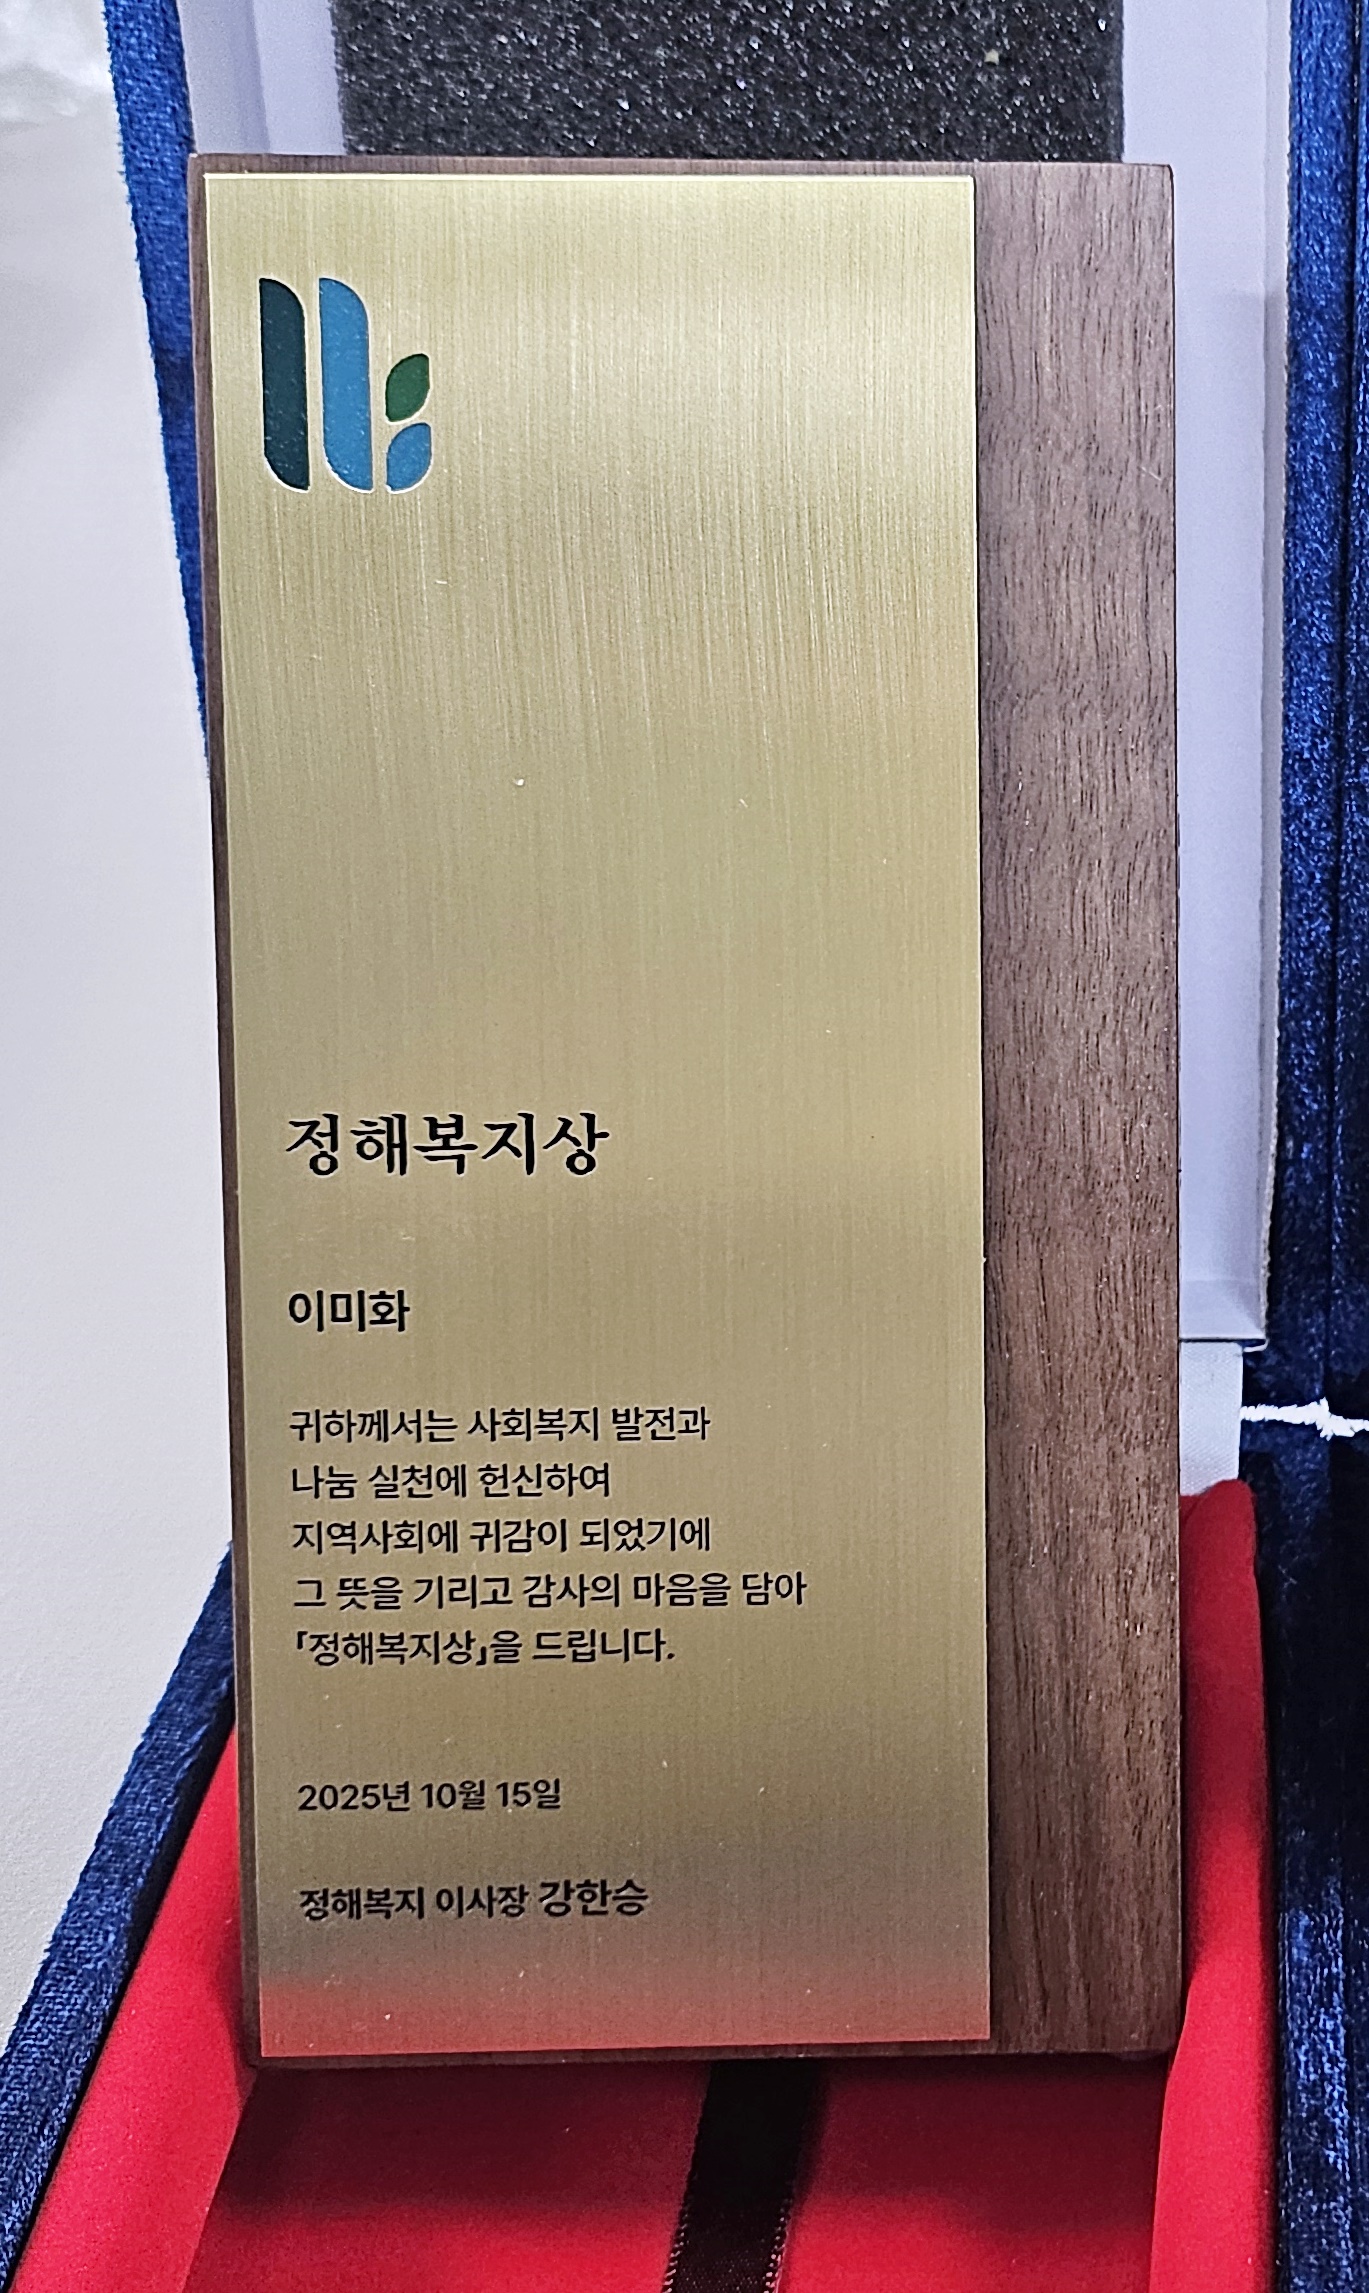 정해복지상
이미화
귀하께서는 사회복지 발전과
나눔 실천에 헌신하여
지역사회에 귀감이 되었기에
그 뜻을 기리고 감사의 마음을 담아
「정해복지상」을 드립니다.
2025년 10월 15일
정해복지 이사장 강한승